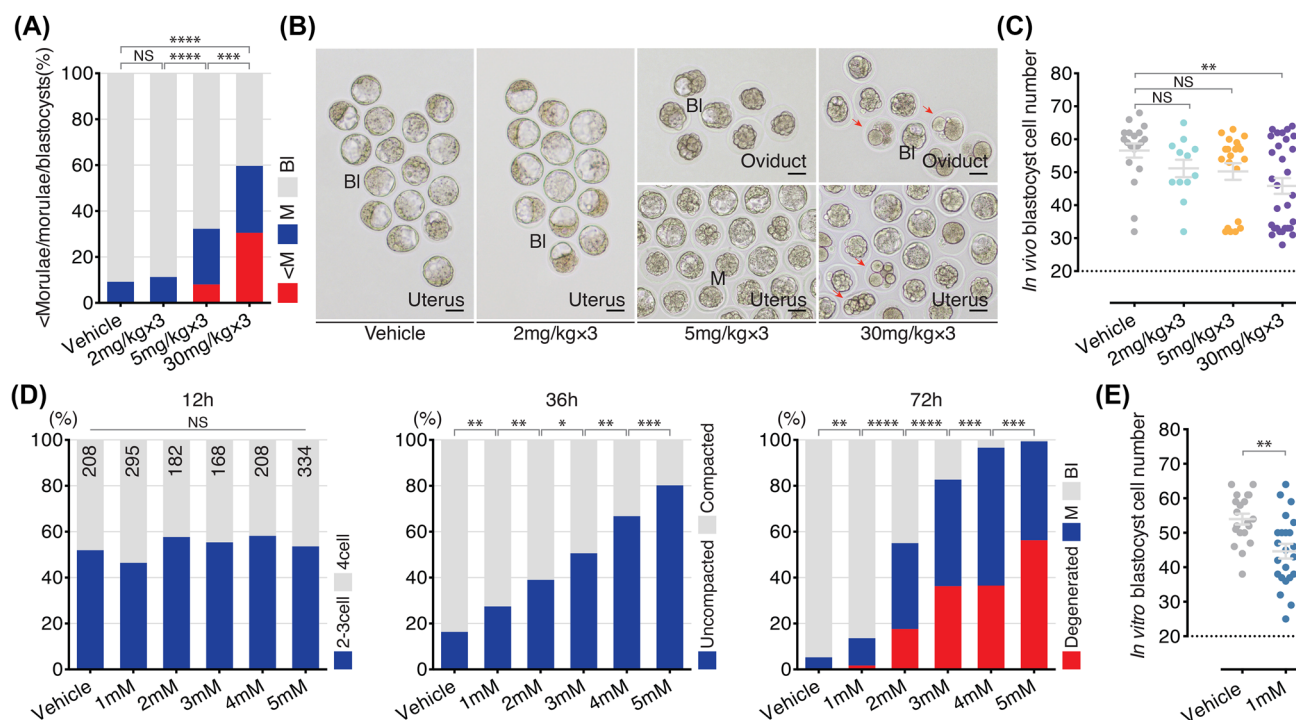 (A)
****
NS
****
***
<Morulae/morulae/blastocysts(%)
100
80
60
40
20
0
Vehicle
2mg/kg×3
5mg/kg×3
30mg/kg×3
<M M Bl
(B)
Bl
Uterus
Vehicle
Bl
Uterus
2mg/kg×3
Bl
Oviduct
M
Uterus
5mg/kg×3
Bl
Oviduct
Uterus
30mg/kg×3
(C)
In vivo blastocyst cell number
80
70
60
50
40
30
20
**
NS
NS
Vehicle
2mg/kg×3
5mg/kg×3
30mg/kg×3
(D)
12h
(%)
NS
100
80
60
40
20
0
208 295 182 168 208 334
Vehicle 1mM 2mM 3mM 4mM 5mM
2-3cell 4cell
36h
(%)
** ** * ** ***
100
80
60
40
20
0
Vehicle 1mM 2mM 3mM 4mM 5mM
Uncompacted Compacted
72h
(%)
** **** **** *** ***
100
80
60
40
20
0
Vehicle 1mM 2mM 3mM 4mM 5mM
Degenerated M Bl
(E)
In vitro blastocyst cell number
80
70
60
50
40
30
20
**
Vehicle
1mM